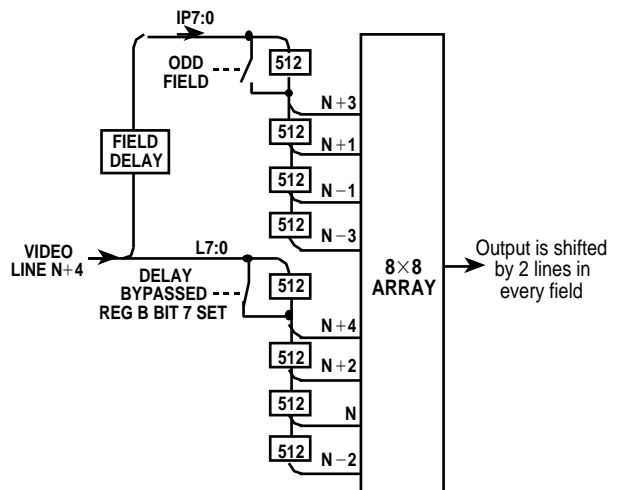 IP7:0
ODD
FIELD
512
N+3
512
N+1
512
N−1
512
N−3
FIELD
DELAY
VIDEO
LINE N+4
L7:0
DELAY
BYPASSED
REG B BIT 7 SET
512
N+4
512
N+2
512
N
512
N−2
8×8
ARRAY
Output is shifted
by 2 lines in
every field